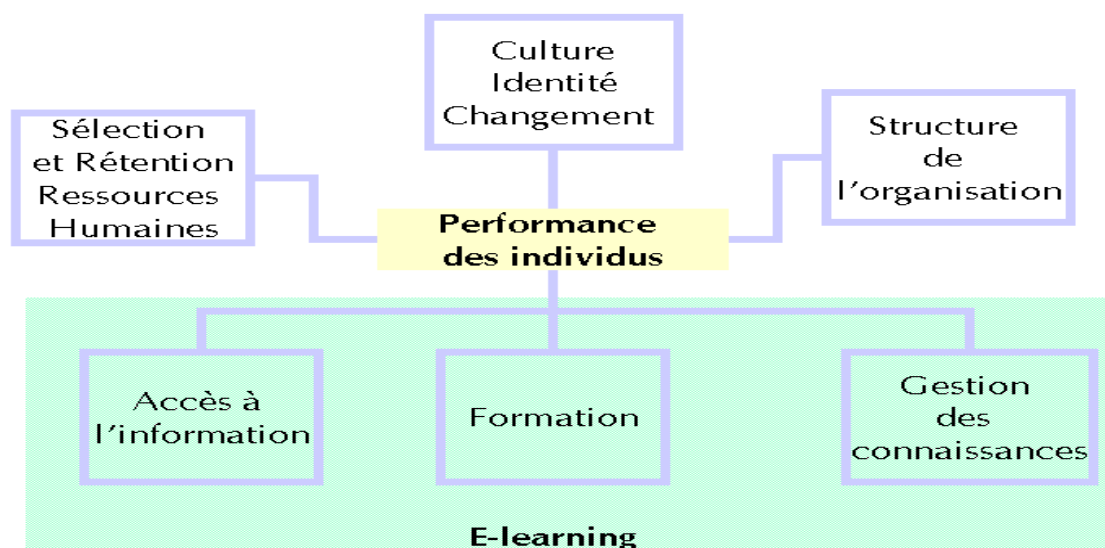 Culture
Identité
Changement
Sélection
et Rétention
Ressources
Humaines
Structure
de
l'organisation
Performance
des individus
Accès à
l'information
Formation
Gestion
des
connaissances
E-learning